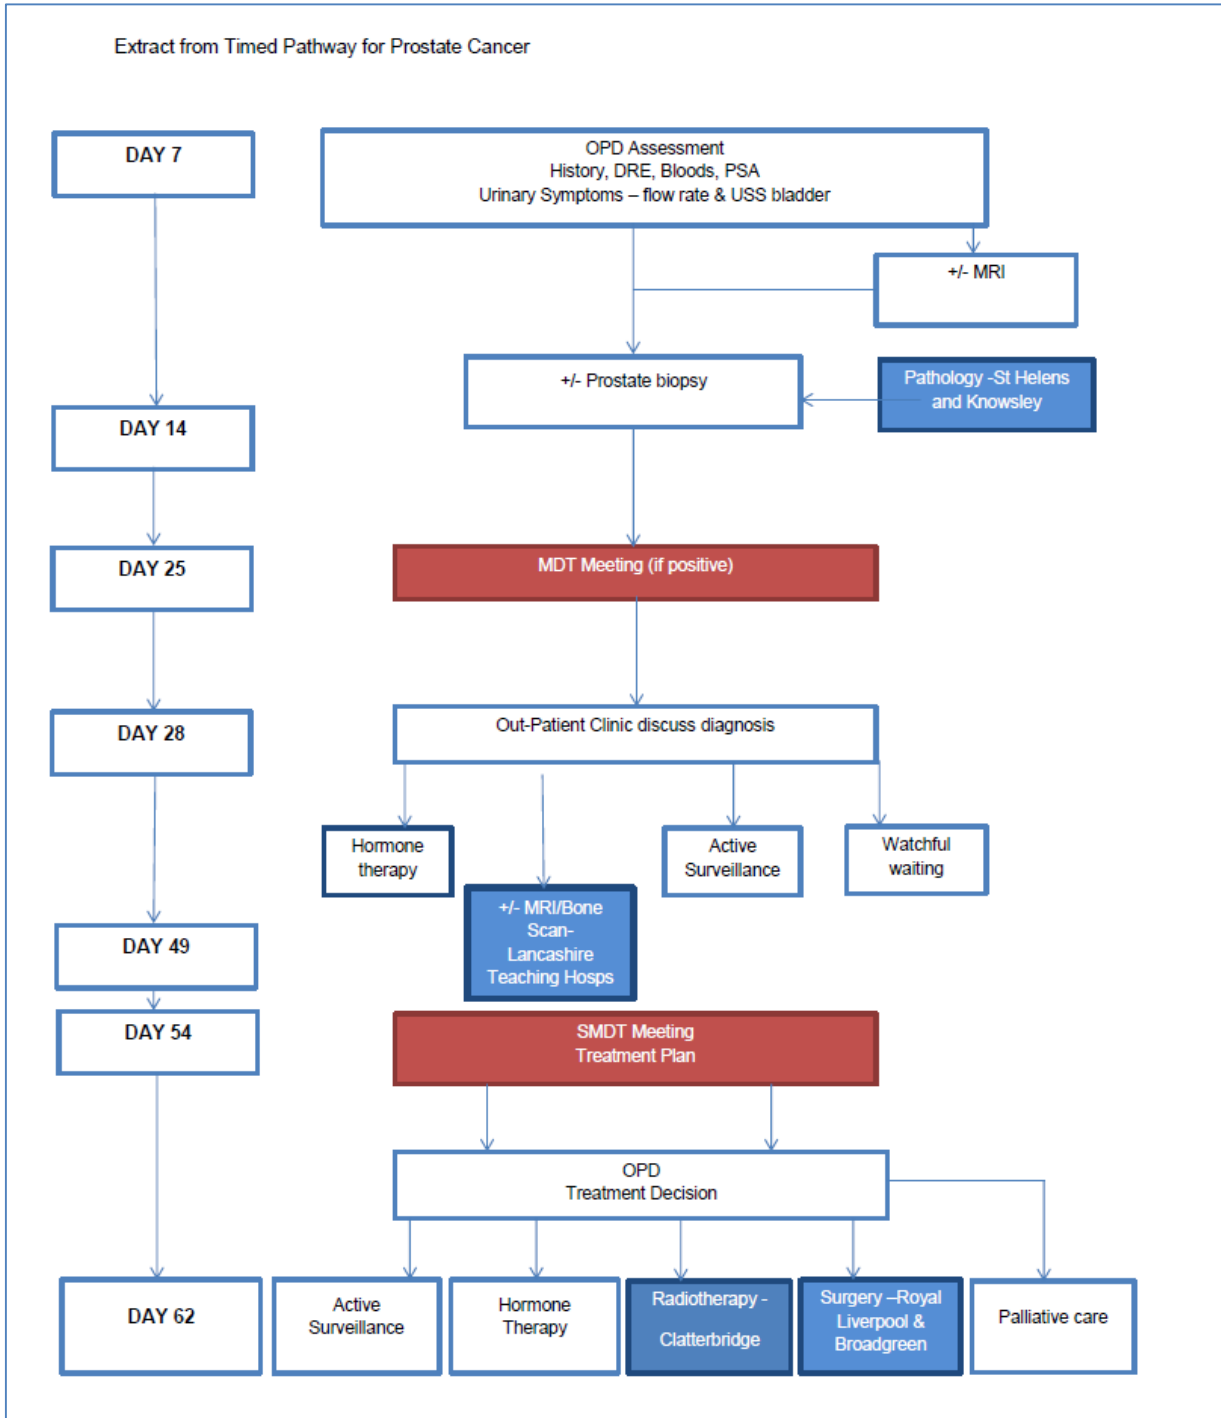 Extract from Timed Pathway for Prostate Cancer
DAY 7
OPD Assessment
History, DRE, Bloods, PSA
Urinary Symptoms – flow rate & USS bladder
+/- MRI
+/- Prostate biopsy
Pathology -St Helens
and Knowsley
DAY 14
DAY 25
MDT Meeting (if positive)
DAY 28
Out-Patient Clinic discuss diagnosis
Hormone
therapy
Active
Surveillance
Watchful
waiting
+/- MRI/Bone
Scan-
Lancashire
Teaching Hosps
DAY 49
DAY 54
SMDT Meeting
Treatment Plan
OPD
Treatment Decision
DAY 62
Active
Surveillance
Hormone
Therapy
Radiotherapy -
Clatterbridge
Surgery –Royal
Liverpool &
Broadgreen
Palliative care